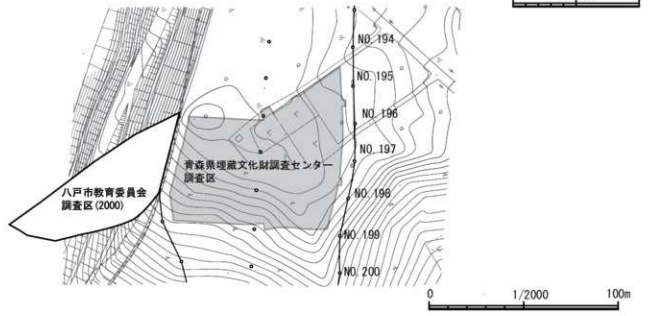 NO.194
NO.195
NO.196
NO.197
青森県埋蔵文化財調査センター
調査区
八戸市教育委員会
調査区(2000)
NO.198
NO.199
NO.200
0 1/2000 100m